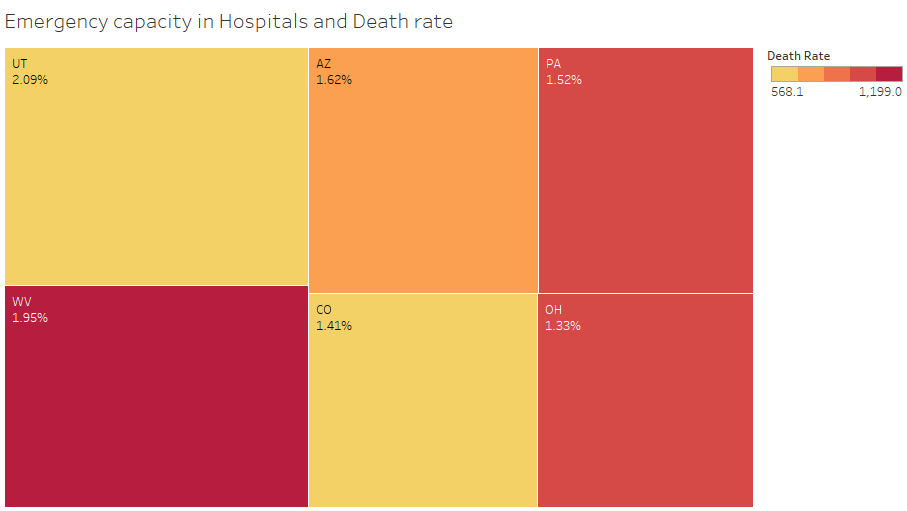 Emergency capacity in Hospitals and Death rate
UT
2.09%
AZ
1.62%
PA
1.52%
WV
1.95%
CO
1.41%
OH
1.33%
Death Rate
568.1 1,199.0